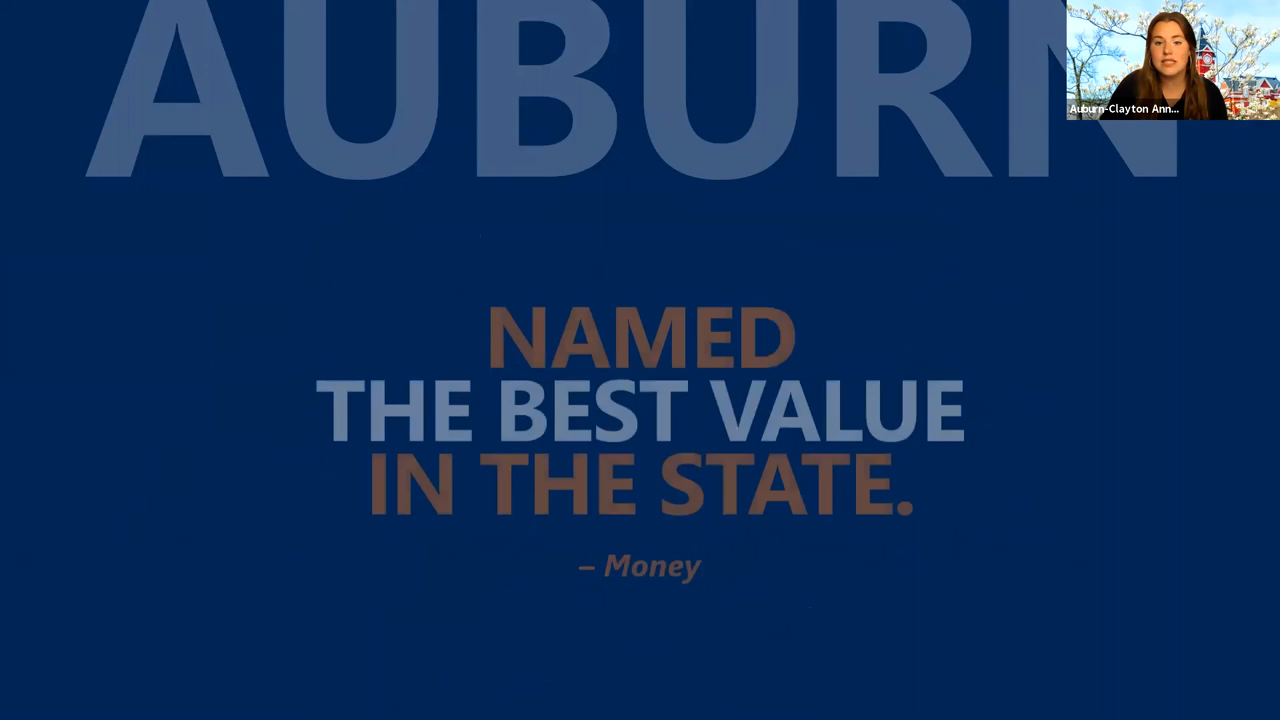 AUBURN
Auburn-Clayton Ann...
NAMED
THE BEST VALUE
IN THE STATE.
– Money